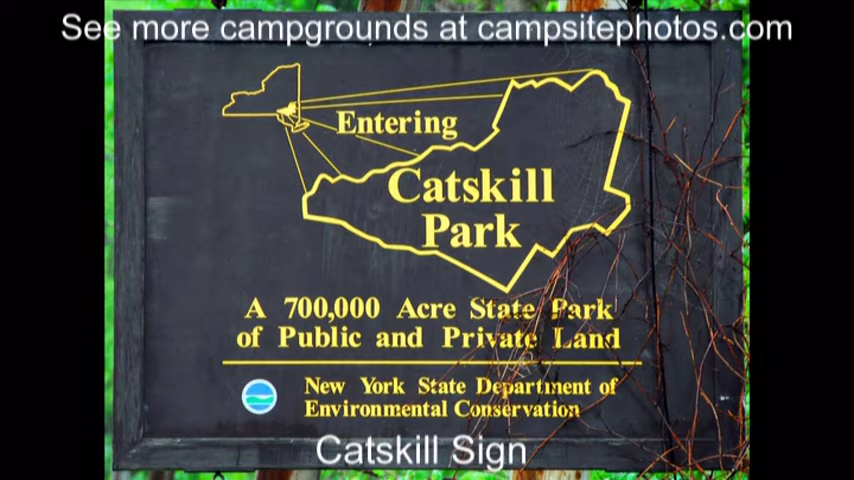 See more campgrounds at campsitephotos.com
Entering
Catskill
Park
A 700,000 Acre State Park
of Public and Private Land
New York State Department of
Environmental Conservation
Catskill Sign